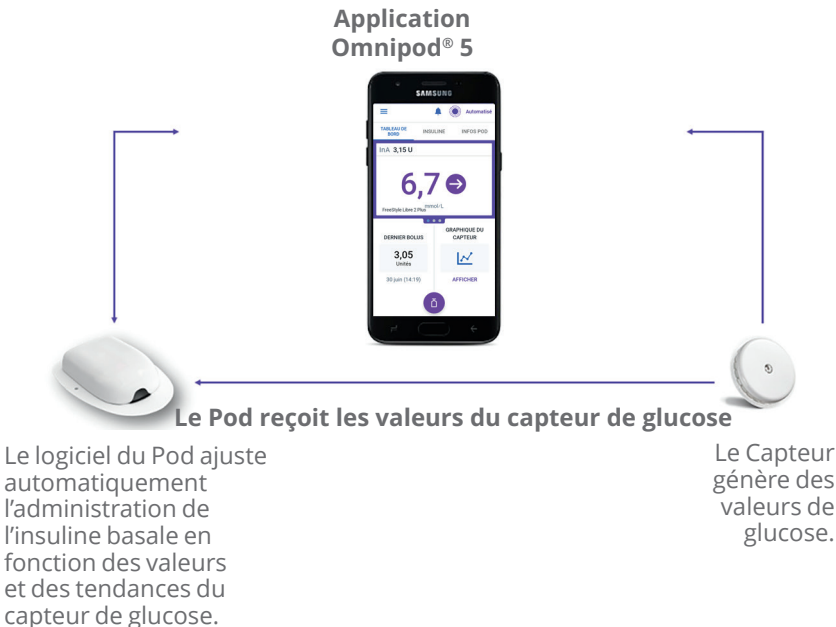 Application
Omnipod® 5
SAMSUNG
Automatisé
TABLEAU DE
BORD
INSULINE
INFOS POD
InA 3,15 U
6,7
mmol/L
FreeStyle Libre 2 Plus
DERNIER BOLUS
3,05
Unités
30 juin (14:19)
GRAPHIQUE DU
CAPTEUR
AFFICHER
Le Pod reçoit les valeurs du capteur de glucose
Le logiciel du Pod ajuste
automatiquement
l’administration de
l’insuline basale en
fonction des valeurs
et des tendances du
capteur de glucose.
Le Capteur
génère des
valeurs de
glucose.